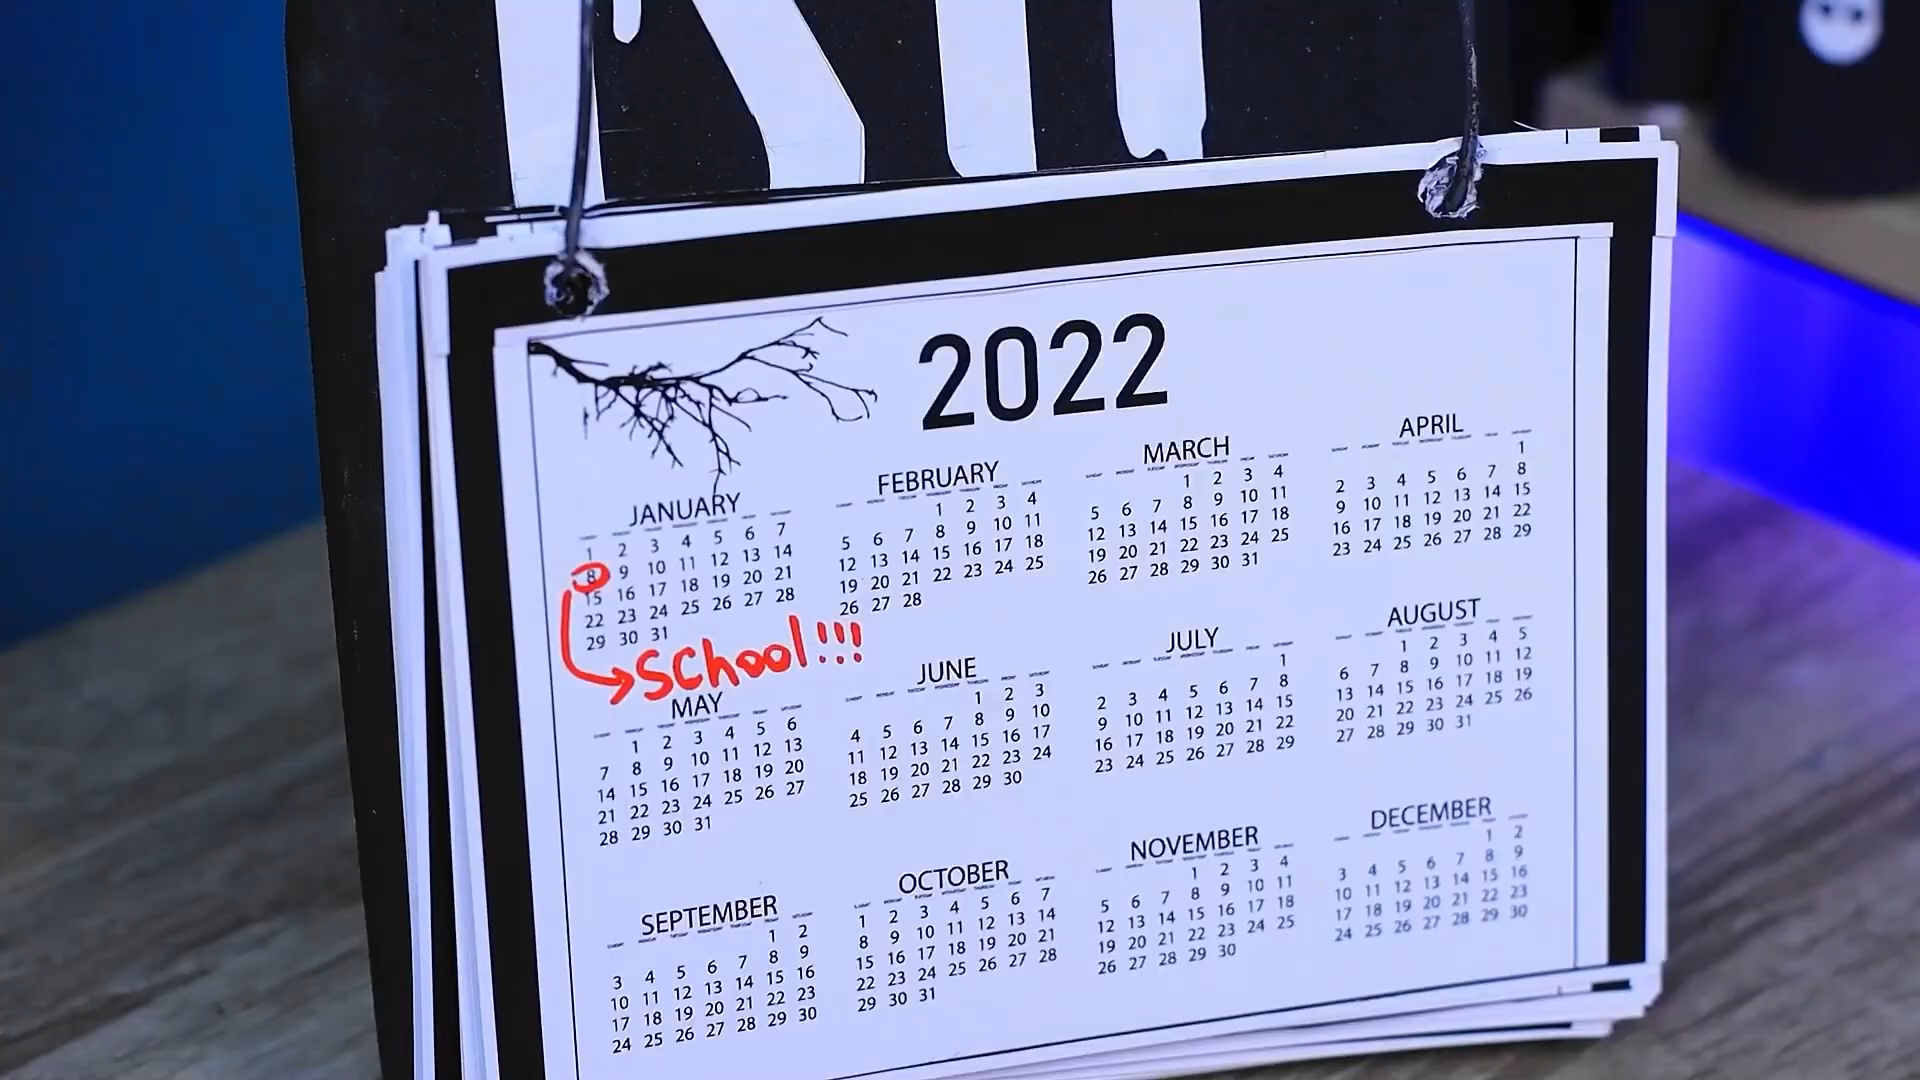 2022
JANUARY
1 2 3 4 5 6 7
8 9 10 11 12 13 14
15 16 17 18 19 20 21
22 23 24 25 26 27 28
29 30 31
School!!!
FEBRUARY
1 2 3 4
5 6 7 8 9 10 11
12 13 14 15 16 17 18
19 20 21 22 23 24 25
26 27 28
MARCH
1 2 3 4
5 6 7 8 9 10 11
12 13 14 15 16 17 18
19 20 21 22 23 24 25
26 27 28 29 30 31
APRIL
1
2 3 4 5 6 7 8
9 10 11 12 13 14 15
16 17 18 19 20 21 22
23 24 25 26 27 28 29
MAY
1 2 3 4 5 6
7 8 9 10 11 12 13
14 15 16 17 18 19 20
21 22 23 24 25 26 27
28 29 30 31
JUNE
1 2 3
4 5 6 7 8 9 10
11 12 13 14 15 16 17
18 19 20 21 22 23 24
25 26 27 28 29 30
JULY
1
2 3 4 5 6 7 8
9 10 11 12 13 14 15
16 17 18 19 20 21 22
23 24 25 26 27 28 29
AUGUST
1 2 3 4 5
6 7 8 9 10 11 12
13 14 15 16 17 18 19
20 21 22 23 24 25 26
27 28 29 30 31
SEPTEMBER
1 2
3 4 5 6 7 8 9
10 11 12 13 14 15 16
17 18 19 20 21 22 23
24 25 26 27 28 29 30
OCTOBER
1 2 3 4 5 6 7
8 9 10 11 12 13 14
15 16 17 18 19 20 21
22 23 24 25 26 27 28
29 30 31
NOVEMBER
1 2 3 4
5 6 7 8 9 10 11
12 13 14 15 16 17 18
19 20 21 22 23 24 25
26 27 28 29 30
DECEMBER
1 2
3 4 5 6 7 8 9
10 11 12 13 14 15 16
17 18 19 20 21 22 23
24 25 26 27 28 29 30